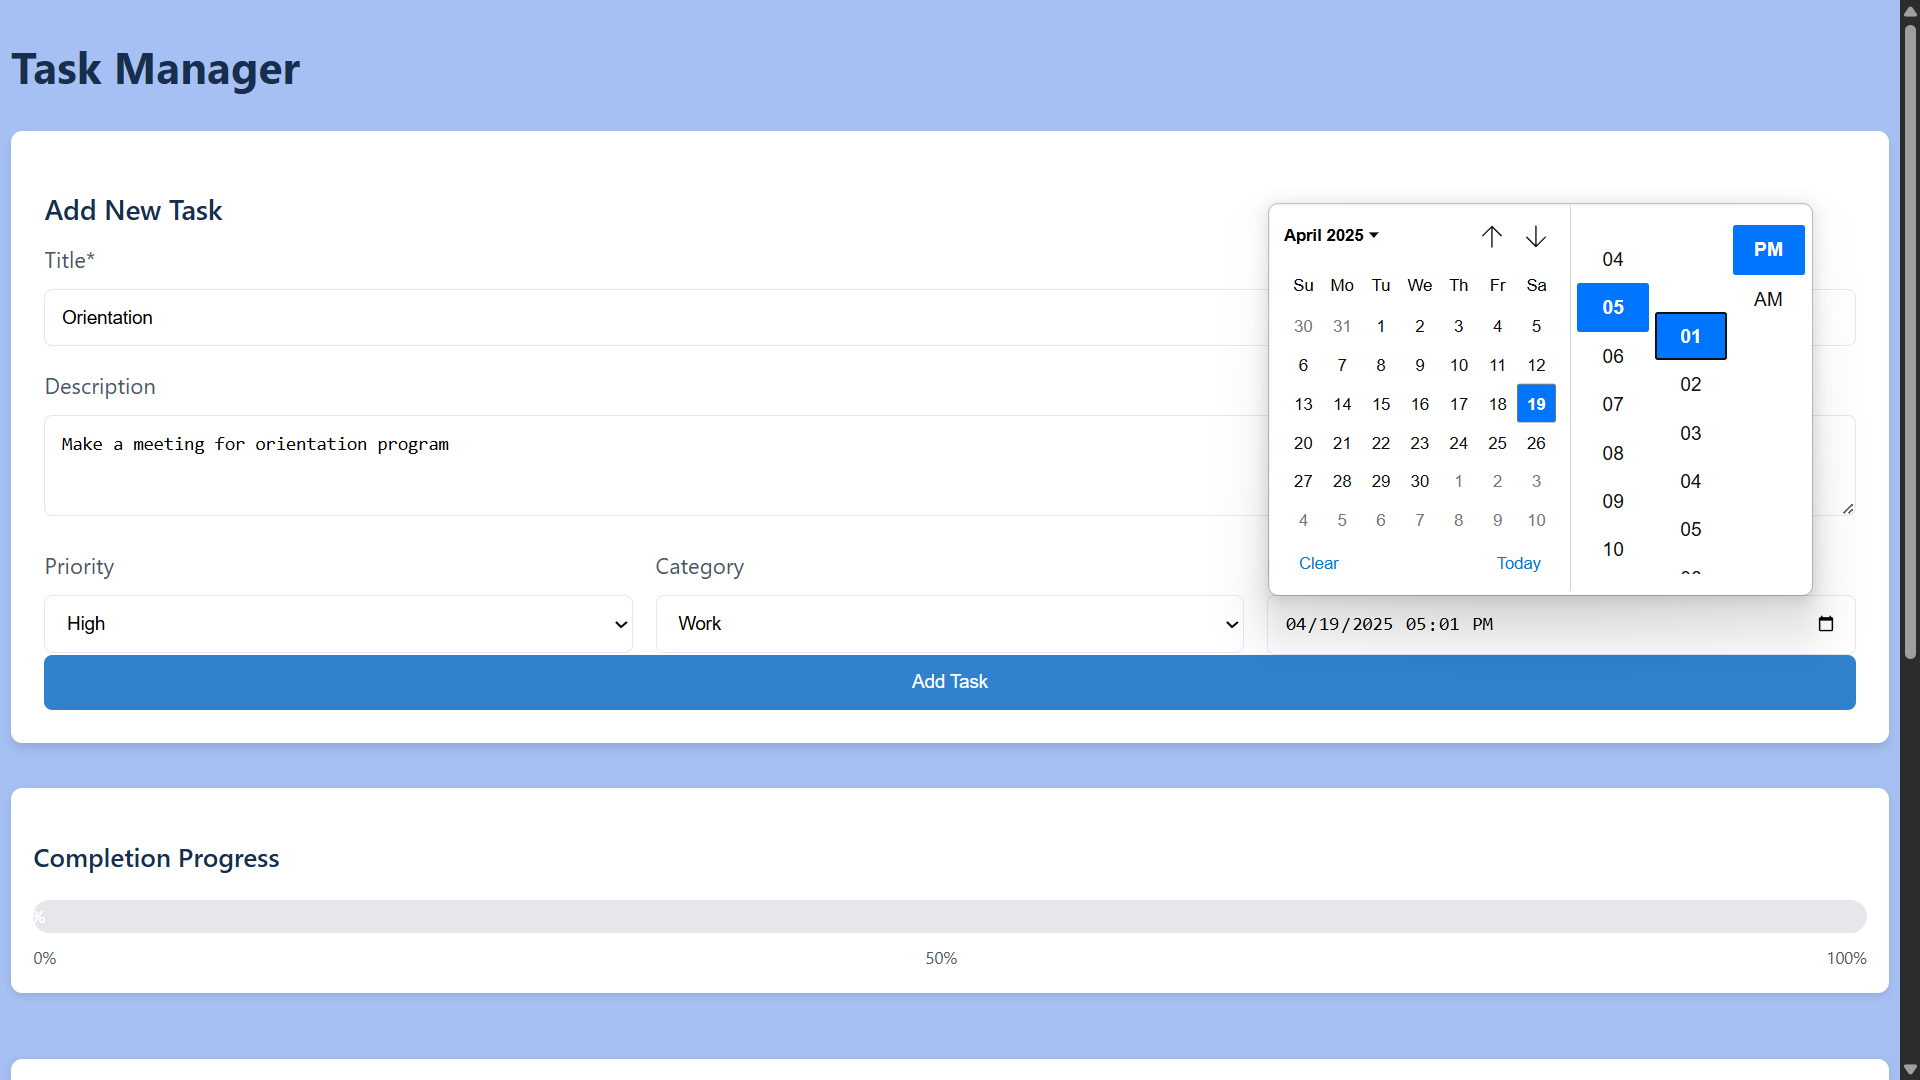 Task Manager
Add New Task
Title*
Orientation
Description
Make a meeting for orientation program
Priority
Category
High
Work
04/19/2025 05:01 PM
Add Task
April 2025
Su Mo Tu We Th Fr Sa
30 31 1 2 3 4 5
6 7 8 9 10 11 12
13 14 15 16 17 18 19
20 21 22 23 24 25 26
27 28 29 30 1 2 3
4 5 6 7 8 9 10
Clear Today
04
05
06
07
08
09
10
01
02
03
04
05
PM
AM
Completion Progress
%
0% 50% 100%